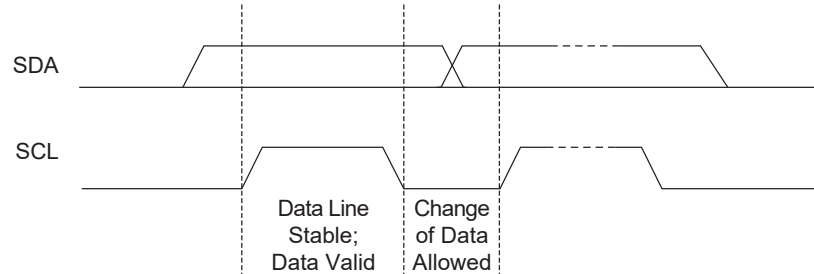 SDA
SCL
Data Line
Stable;
Data Valid
Change
of Data
Allowed